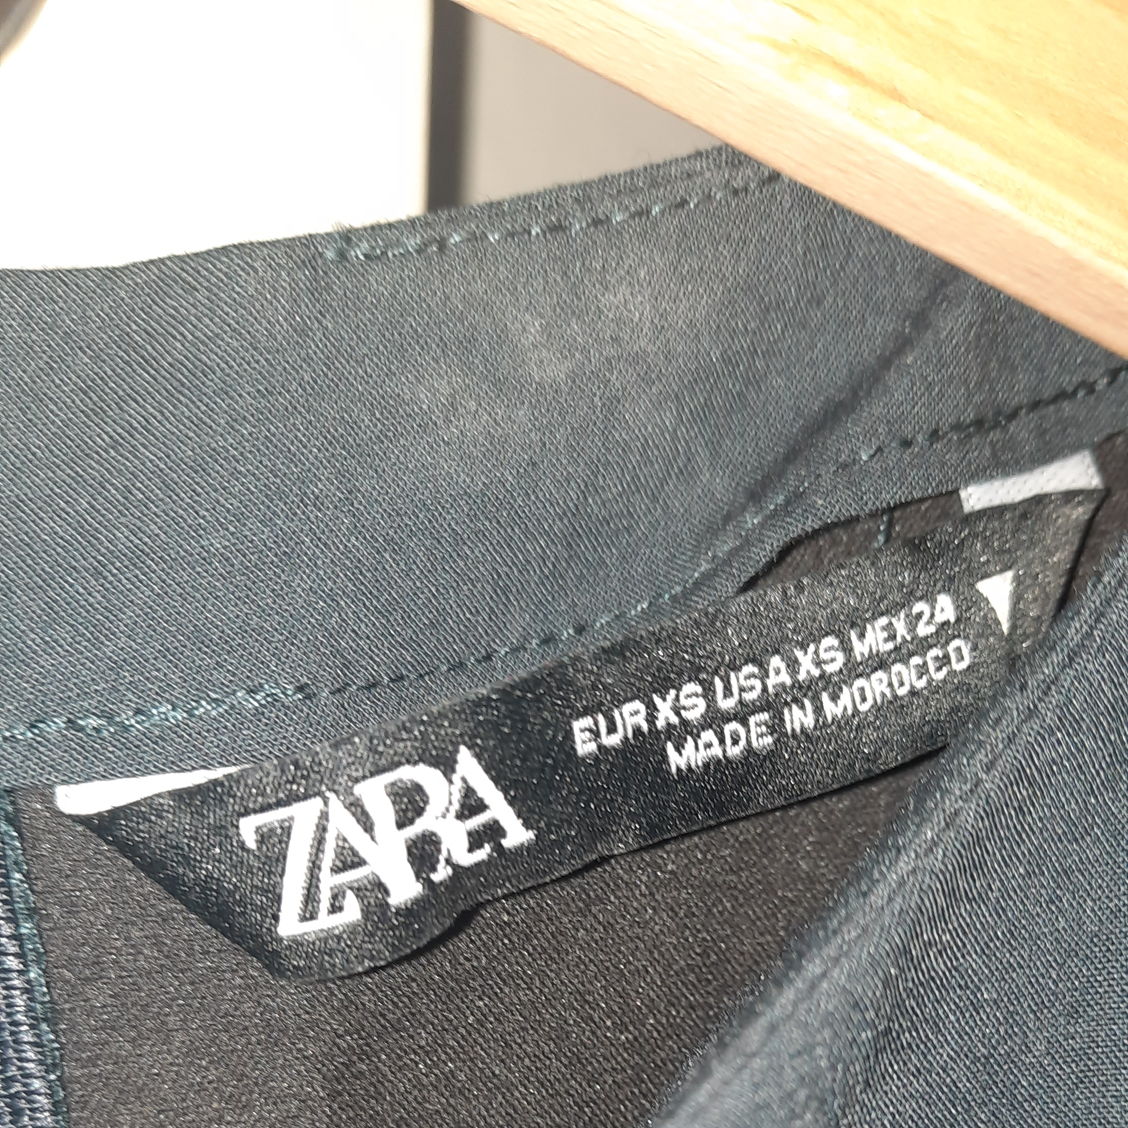 ZARA
EUR XS USA XS MEX 24
MADE IN MOROCCO